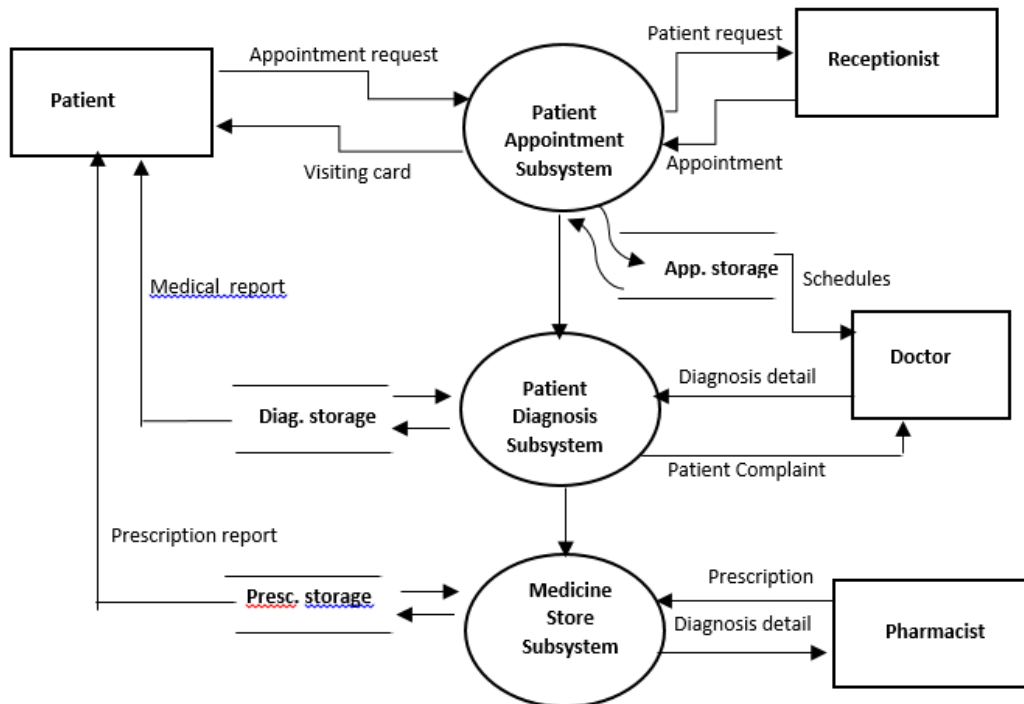 Patient request
Appointment request
Receptionist
Patient
Patient
Appointment
Subsystem
Appointment
Visiting card
App. storage
Schedules
Medical  report
Doctor
Patient
Diagnosis
Subsystem
Diagnosis detail
Diag. storage
Patient Complaint
Prescription report
Presc. storage
Medicine
Store
Subsystem
Prescription
Diagnosis detail
Pharmacist